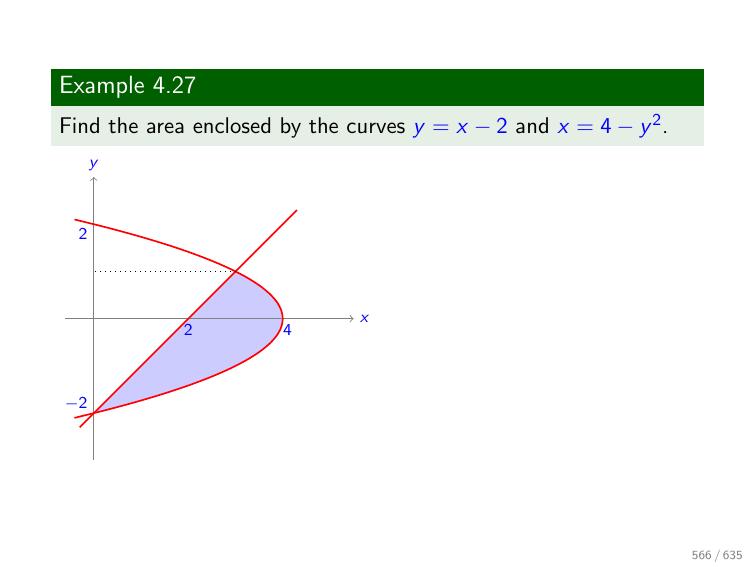 Example 4.27
Find the area enclosed by the curves y = x − 2 and x = 4 − y².
y
2
2
4
x
−2
566 / 635